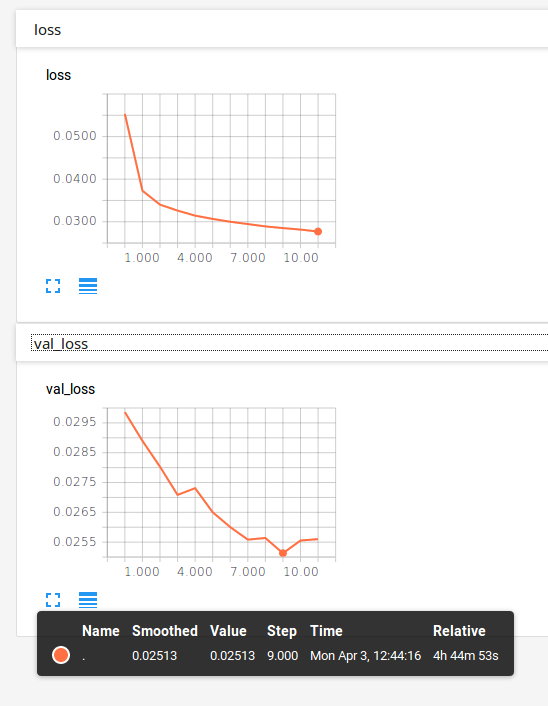 loss
loss
0.0500
0.0400
0.0300
1.000 4.000 7.000 10.00
val_loss
val_loss
0.0295
0.0285
0.0275
0.0265
0.0255
1.000 4.000 7.000 10.00
Name Smoothed Value Step Time Relative
. 0.02513 0.02513 9.000 Mon Apr 3, 12:44:16 4h 44m 53s